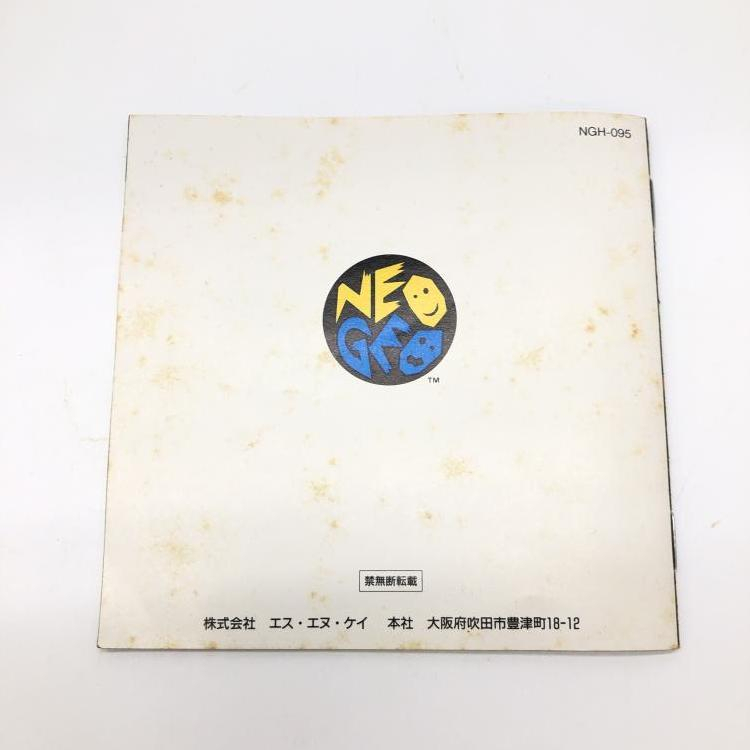 NGH-095
NEO
GEO
TM
禁無断転載
株式会社 エス・エヌ・ケイ 本社 大阪府吹田市豊津町18-12